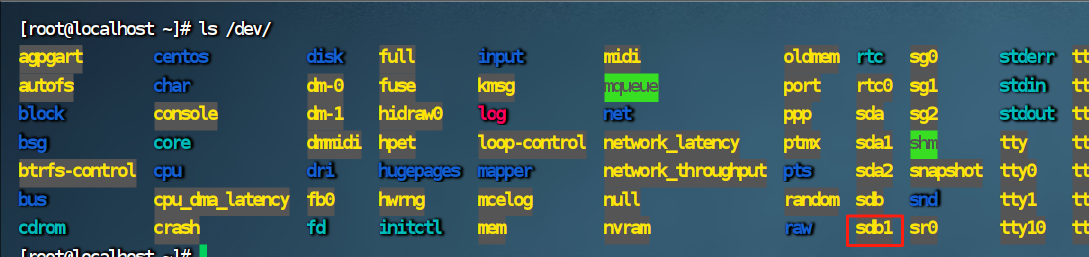 [root@localhost ~]# ls /dev/
agpgart centos disk full input midi oldmem rtc sg0 stderr tt
autofs char dm-0 fuse kmsg mqueue port rtc0 sg1 stdin tt
block console dm-1 hidraw0 log net ppp sda sg2 stdout tt
bsg core dmmidi hpet loop-control network_latency ptmx sda1 shm tty tt
btrfs-control cpu dri hugepages mapper network_throughput pts sda2 snapshot tty0 tt
bus cpu_dma_latency fb0 hwrng mcelog null random sdb snd tty1 tt
cdrom crash fd initctl mem nvram raw sdb1 sr0 tty10 tt
[root@localhost ~]#